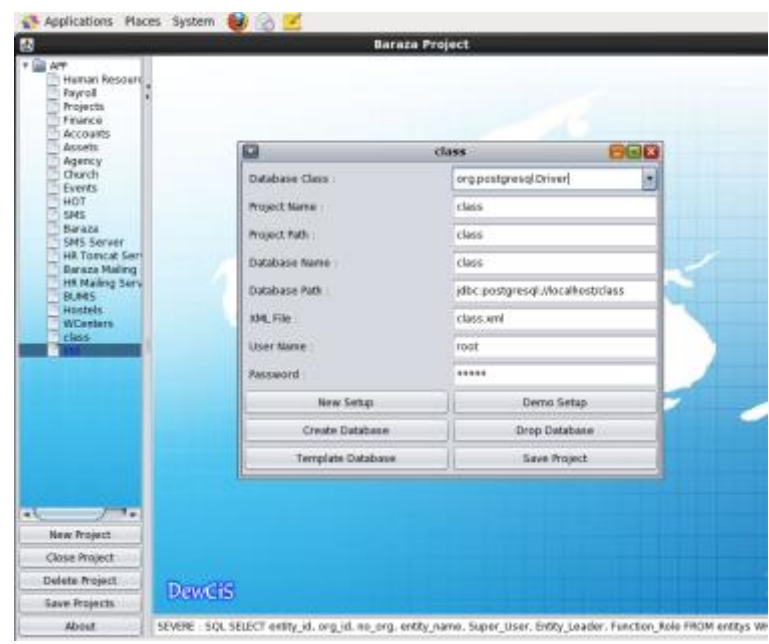 Applications Places System
Baraza Project
APP
Human Resourc
Payroll
Projects
Finance
Accounts
Assets
Agency
Church
Events
HOT
SMS
Baraza
SMS Server
HR Tomcat Serv
Baraza Mailing
HR Mailing Serv
BUMIS
Hostels
WCenters
class
class
Database Class : org.postgresql.Driver
Project Name : class
Project Path : class
Database Name : class
Database Path : jdbc:postgresql://localhost/class
XML File : class.xml
User Name : root
Password : *****
New Setup Demo Setup
Create Database Drop Database
Template Database Save Project
New Project
Close Project
Delete Project
Save Projects
About
DewCiS
SEVERE : SQL SELECT entity_id, org_id, no_org, entity_name, Super_User, Entity_Leader, Function_Role FROM entitys WH